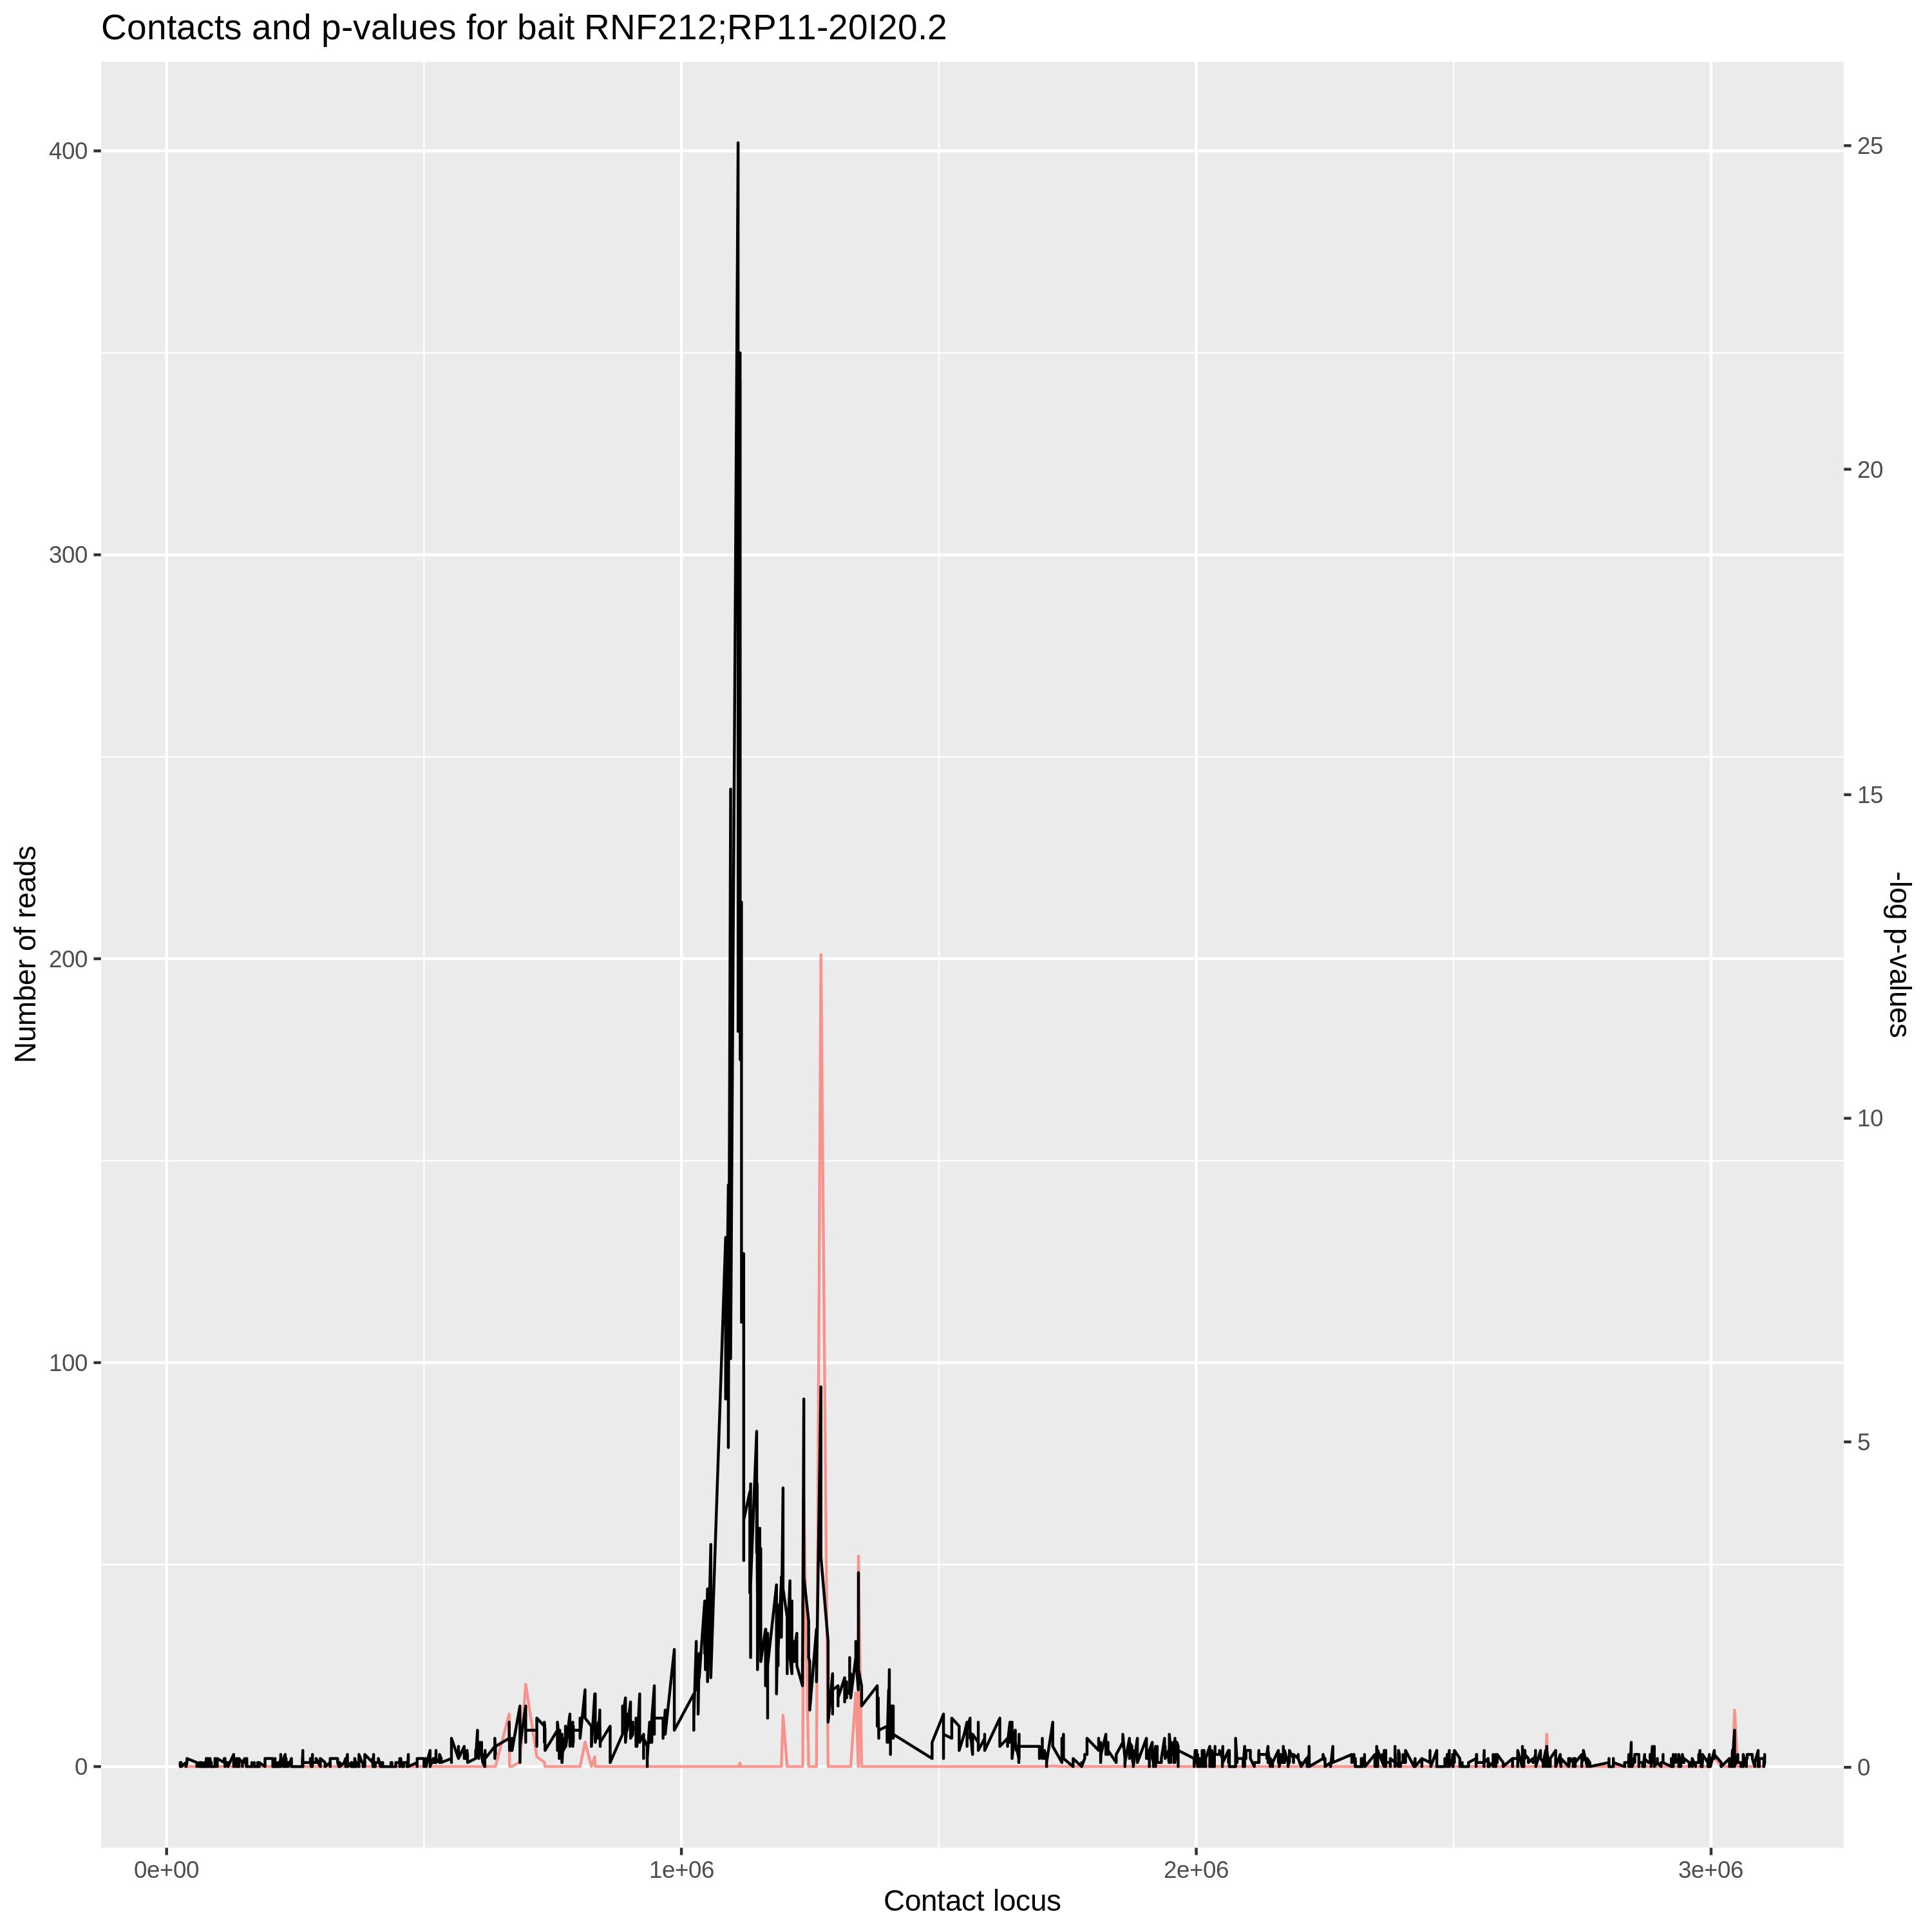 Contacts and p-values for bait RNF212;RP11-20I20.2
400
300
200
100
0
Number of reads
25
20
15
10
5
0
-log p-values
0e+00
1e+06
2e+06
3e+06
Contact locus